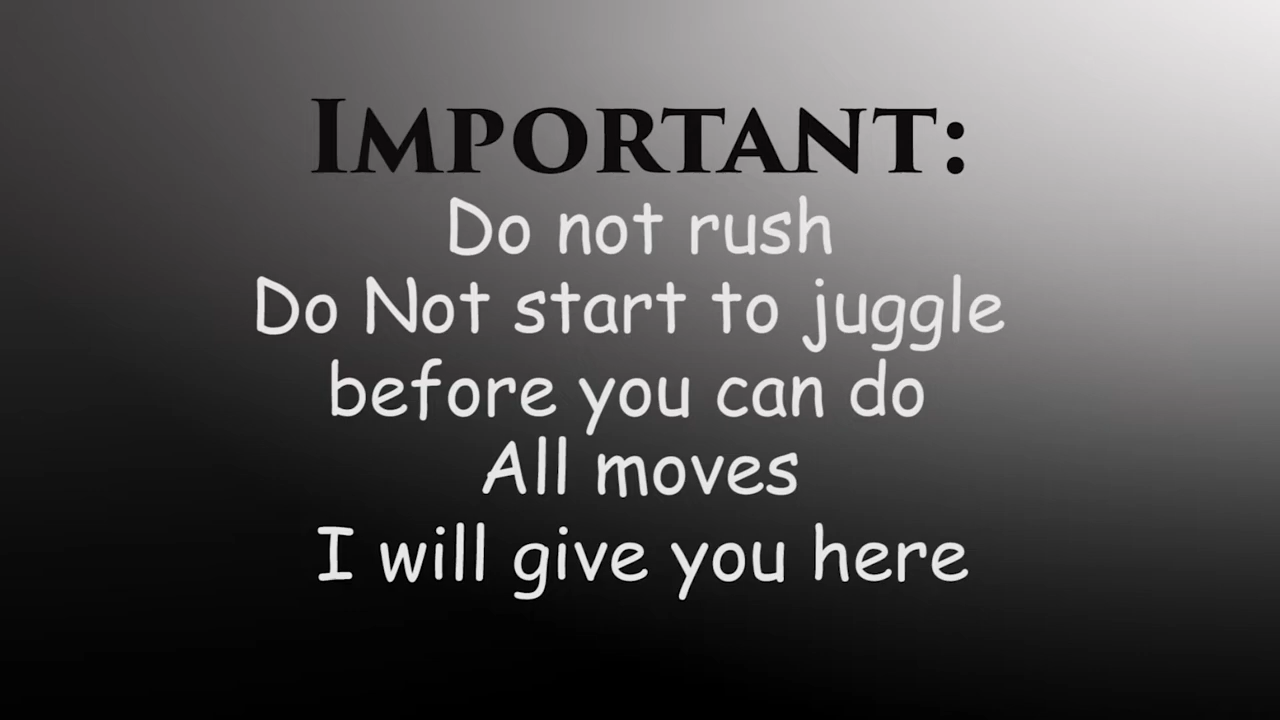 IMPORTANT:
Do not rush
Do Not start to juggle
before you can do
All moves
I will give you here